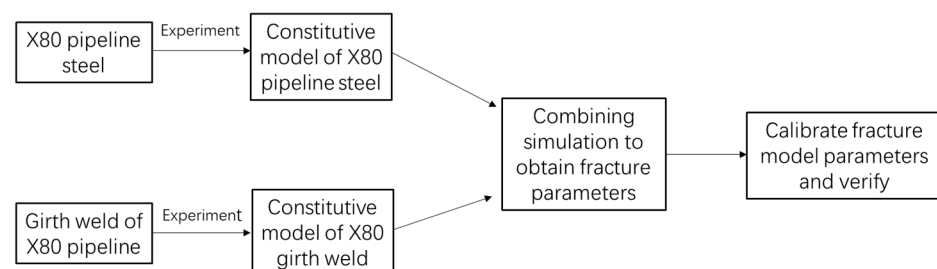 X80 pipeline
steel
Experiment
Constitutive
model of X80
pipeline steel
Girth weld of
X80 pipeline
Experiment
Constitutive
model of X80
girth weld
Combining
simulation to
obtain fracture
parameters
Calibrate fracture
model parameters
and verify